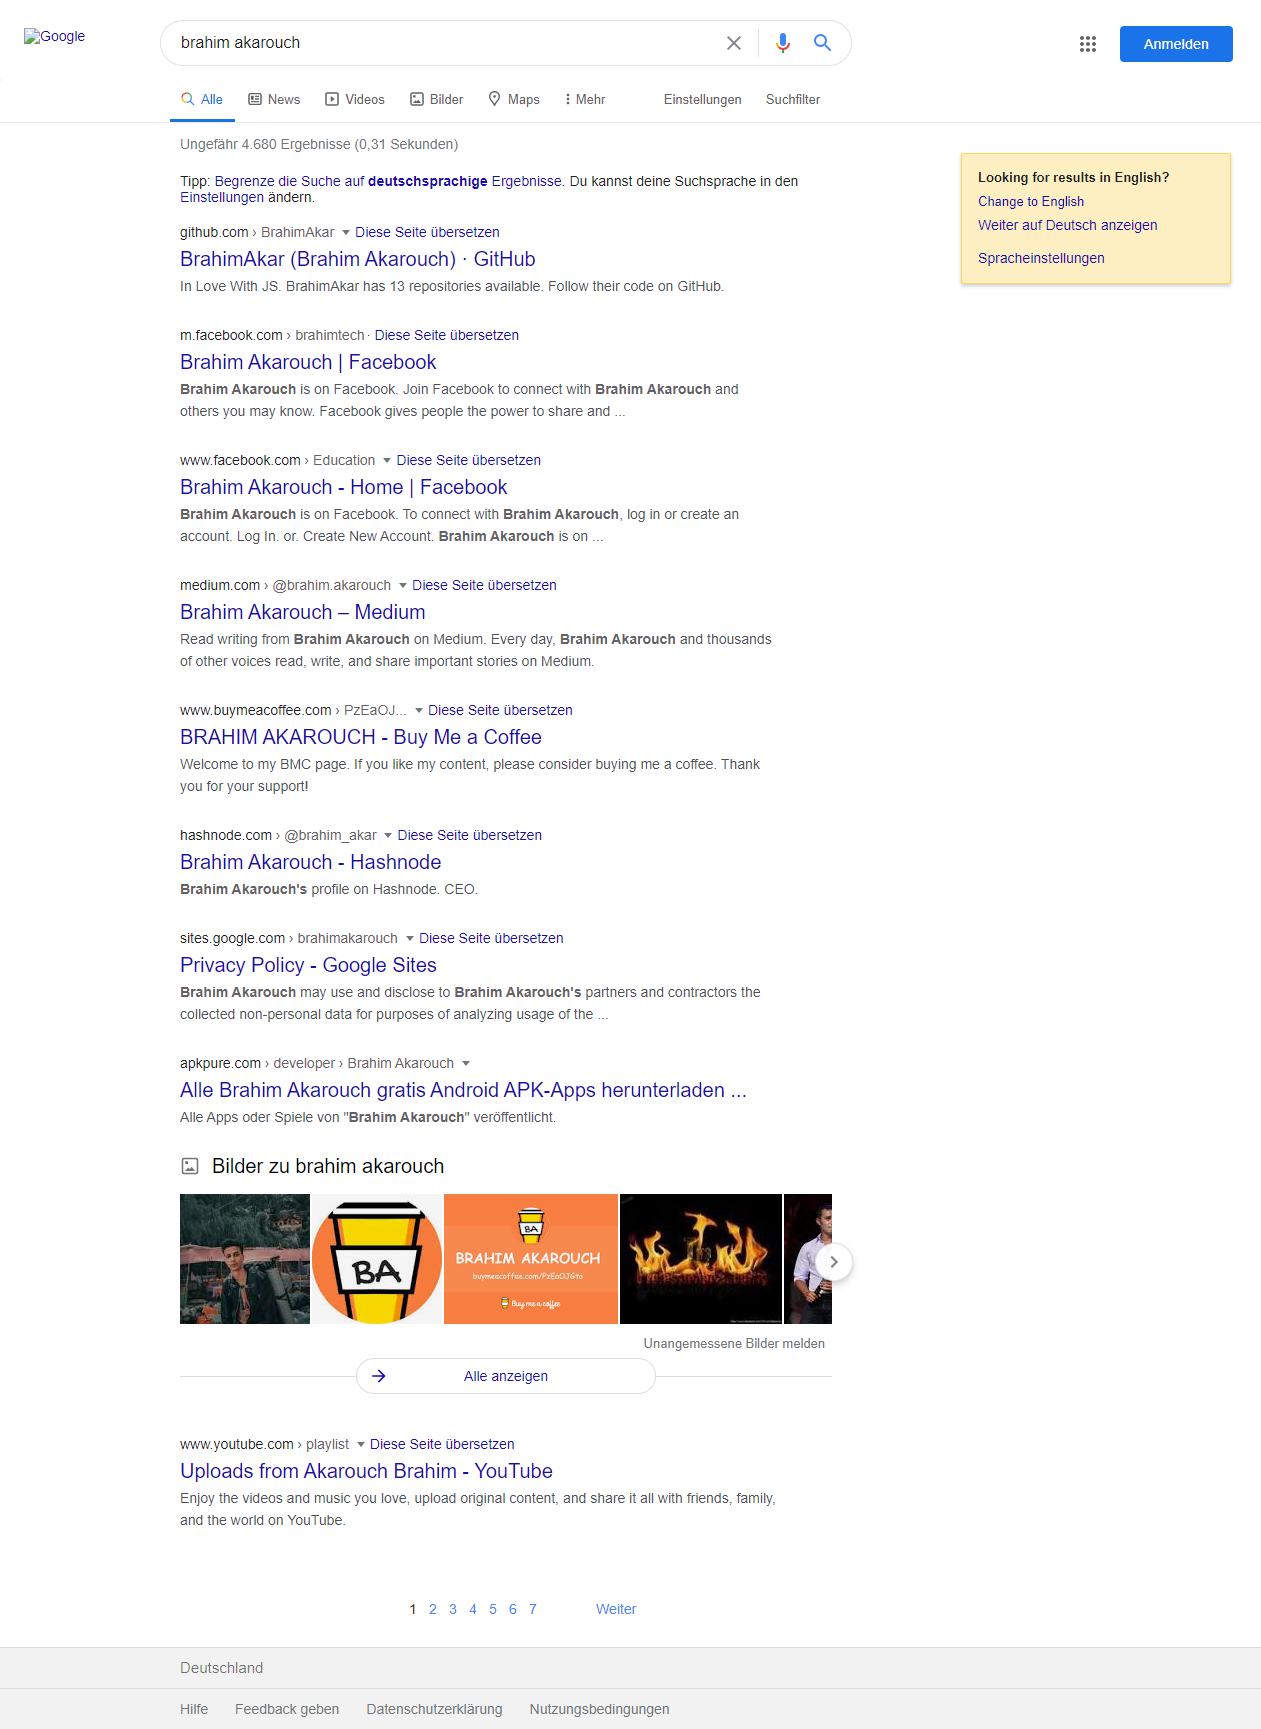 Google
brahim akarouch
Anmelden
Alle News Videos Bilder Maps Mehr Einstellungen Suchfilter
Ungefähr 4.680 Ergebnisse (0,31 Sekunden)
Tipp: Begrenze die Suche auf deutschsprachige Ergebnisse. Du kannst deine Suchsprache in den
Einstellungen ändern.
Looking for results in English?
Change to English
Weiter auf Deutsch anzeigen
Spracheinstellungen
github.com › BrahimAkar Diese Seite übersetzen
BrahimAkar (Brahim Akarouch) · GitHub
In Love With JS. BrahimAkar has 13 repositories available. Follow their code on GitHub.
m.facebook.com › brahimtech · Diese Seite übersetzen
Brahim Akarouch | Facebook
Brahim Akarouch is on Facebook. Join Facebook to connect with Brahim Akarouch and
others you may know. Facebook gives people the power to share and ...
www.facebook.com › Education Diese Seite übersetzen
Brahim Akarouch - Home | Facebook
Brahim Akarouch is on Facebook. To connect with Brahim Akarouch, log in or create an
account. Log In. or. Create New Account. Brahim Akarouch is on ...
medium.com › @brahim.akarouch Diese Seite übersetzen
Brahim Akarouch – Medium
Read writing from Brahim Akarouch on Medium. Every day, Brahim Akarouch and thousands
of other voices read, write, and share important stories on Medium.
www.buymeacoffee.com › PzEaOJ... Diese Seite übersetzen
BRAHIM AKAROUCH - Buy Me a Coffee
Welcome to my BMC page. If you like my content, please consider buying me a coffee. Thank
you for your support!
hashnode.com › @brahim_akar Diese Seite übersetzen
Brahim Akarouch - Hashnode
Brahim Akarouch's profile on Hashnode. CEO.
sites.google.com › brahimakarouch Diese Seite übersetzen
Privacy Policy - Google Sites
Brahim Akarouch may use and disclose to Brahim Akarouch's partners and contractors the
collected non-personal data for purposes of analyzing usage of the ...
apkpure.com › developer › Brahim Akarouch
Alle Brahim Akarouch gratis Android APK-Apps herunterladen ...
Alle Apps oder Spiele von "Brahim Akarouch" veröffentlicht.
Bilder zu brahim akarouch
BA
BA
BRAHIM AKAROUCH
buymeacoffee.com/PzEaOJGto
Buy me a coffee
Unangemessene Bilder melden
Alle anzeigen
www.youtube.com › playlist Diese Seite übersetzen
Uploads from Akarouch Brahim - YouTube
Enjoy the videos and music you love, upload original content, and share it all with friends, family,
and the world on YouTube.
1 2 3 4 5 6 7 Weiter
Deutschland
Hilfe Feedback geben Datenschutzerklärung Nutzungsbedingungen